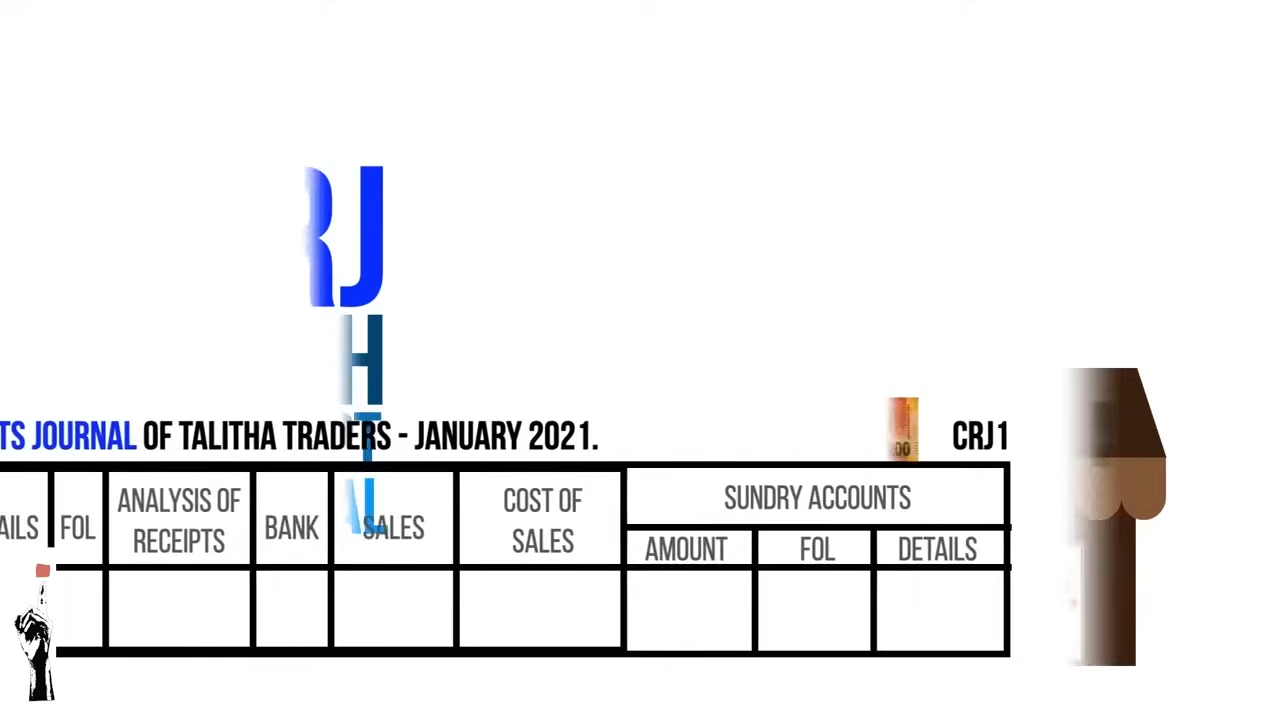 RJ
H
TS JOURNAL OF TALITHA TRADERS - JANUARY 2021.
CRJ1
AILS
FOL
ANALYSIS OF
RECEIPTS
BANK
SALES
COST OF
SALES
SUNDRY ACCOUNTS
AMOUNT
FOL
DETAILS